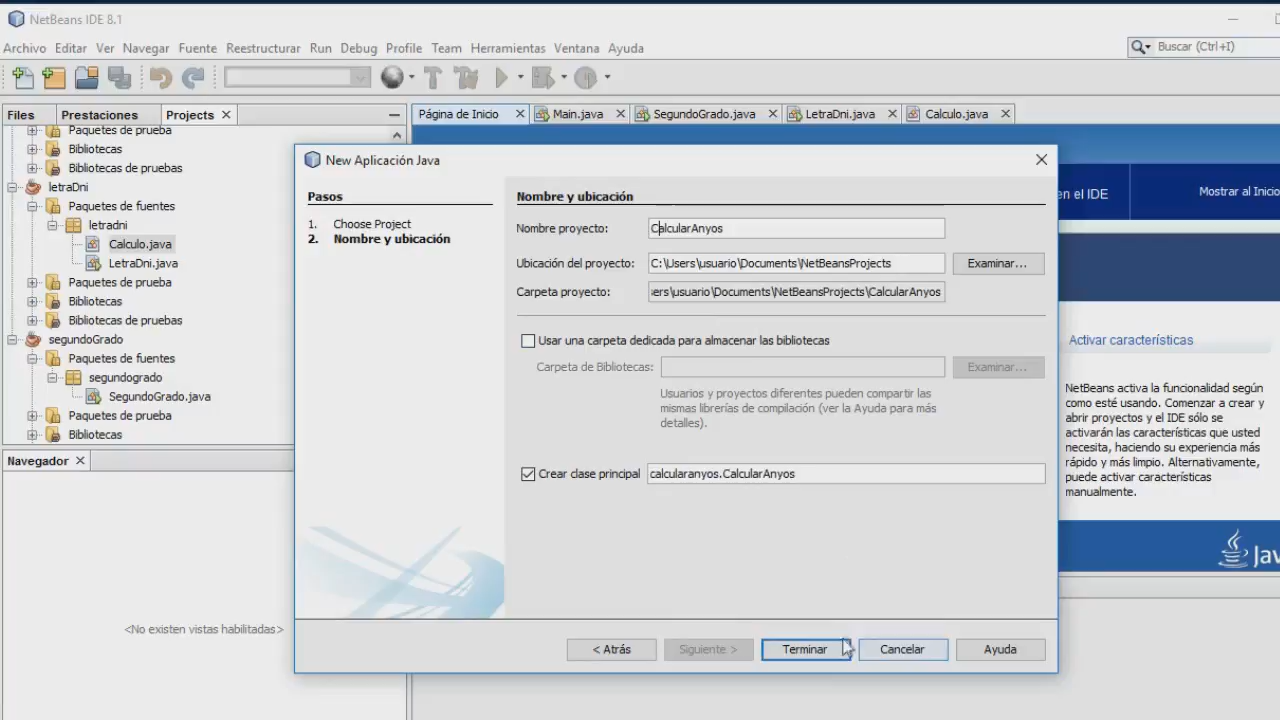 NetBeans IDE 8.1
Archivo Editar Ver Navegar Fuente Reestructurar Run Debug Profile Team Herramientas Ventana Ayuda
Buscar (Ctrl+I)
Files Prestaciones Projects
Página de Inicio Main.java SegundoGrado.java LetraDni.java Calculo.java
Paquetes de prueba
Bibliotecas
Bibliotecas de pruebas
letraDni
Paquetes de fuentes
letradni
Calculo.java
LetraDni.java
Paquetes de prueba
Bibliotecas
Bibliotecas de pruebas
segundoGrado
Paquetes de fuentes
segundogrado
SegundoGrado.java
Paquetes de prueba
Bibliotecas
Navegador
<No existen vistas habilitadas>
New Aplicación Java
Pasos
1. Choose Project
2. Nombre y ubicación
Nombre y ubicación
Nombre proyecto: CalcularAnyos
Ubicación del proyecto: C:\Users\usuario\Documents\NetBeansProjects Examinar...
Carpeta proyecto: ers\usuario\Documents\NetBeansProjects\CalcularAnyos
Usar una carpeta dedicada para almacenar las bibliotecas
Carpeta de Bibliotecas: Examinar...
Usuarios y proyectos diferentes pueden compartir las
mismas librerías de compilación (ver la Ayuda para más
detalles).
Crear clase principal calcularanyos.CalcularAnyos
< Atrás Siguiente > Terminar Cancelar Ayuda
en el IDE Mostrar al Inicio
Activar características
NetBeans activa la funcionalidad según
como esté usando. Comenzar a crear y
abrir proyectos y el IDE sólo se
activarán las características que usted
necesita, haciendo su experiencia más
rápido y más limpio. Alternativamente,
puede activar características
manualmente.
Jav